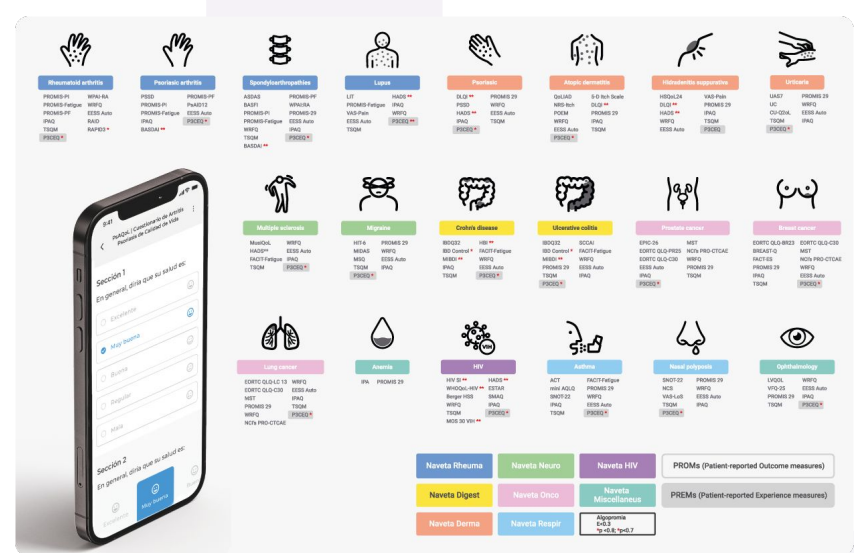 Rheumatoid arthritis
PROMIS-PI WPAI-RA
PROMIS-Fatigue WRFQ
PROMIS-PF EESS Auto
IPAQ RAID
TSQM RAPID3 *
P3CEQ *
Psoriasic arthritis
PSSD PROMIS-PF
PROMIS-PI PsAID12
PROMIS-Fatigue EESS Auto
IPAQ P3CEQ *
BASDAI **
Spondyloarthropathies
ASDAS PROMIS-PF
BASFI WPAI:RA
PROMIS-PI PROMIS-29
PROMIS-Fatigue EESS Auto
WRFQ IPAQ
TSQM P3CEQ *
BASDAI **
Lupus
LIT HADS **
PROMIS-Fatigue IPAQ
VAS-Pain WRFQ
EESS Auto P3CEQ **
TSQM
Psoriasis
DLQI ** PROMIS 29
PSSD WRFQ
HADS ** EESS Auto
IPAQ TSQM
P3CEQ *
Atopic dermatitis
QoLIAD 5-D Itch Scale
NRS-Itch DLQI **
POEM PROMIS 29
WRFQ IPAQ
EESS Auto TSQM
P3CEQ *
Hidradenitis suppurativa
HSQoL24 VAS-Pain
DLQI ** PROMIS 29
HADS ** WRFQ
IPAQ TSQM
EESS Auto P3CEQ
Urticaria
UAS7 PROMIS 29
UC WRFQ
CU-Q2oL EESS Auto
TSQM IPAQ
P3CEQ *
9:41
PsAQoL | Cuestionario de Artritis
Psoriasis de Calidad de Vida
Sección 1
En general, diría que su salud es:
Excelente
Muy buena
Buena
Regular
Mala
Sección 2
En general, diría que su salud es:
Excelente
Muy buena
Multiple sclerosis
MusiQoL WRFQ
HADS** EESS Auto
FACIT-Fatigue IPAQ
TSQM P3CEQ *
Migraine
HIT-6 PROMIS 29
MIDAS WRFQ
MSQ EESS Auto
TSQM IPAQ
P3CEQ *
Crohn's disease
IBDQ32 HBI **
IBD Control * FACIT-Fatigue
MIBDI ** WRFQ
IPAQ EESS Auto
TSQM P3CEQ *
Ulcerative colitis
IBDQ32 SCCAI
IBD Control * FACIT-Fatigue
MIBDI ** WRFQ
PROMIS 29 EESS Auto
TSQM IPAQ
P3CEQ *
Prostate cancer
EPIC-26 MST
EORTC QLQ-PR25 NCI's PRO-CTCAE
EORTC QLQ-C30 WRFQ
EESS Auto PROMIS 29
IPAQ TSQM
P3CEQ *
Breast cancer
EORTC QLQ-BR23 EORTC QLQ-C30
BREAST-Q MST
FACT-ES NCI's PRO-CTCAE
PROMIS 29 WRFQ
IPAQ EESS Auto
TSQM P3CEQ *
Lung cancer
EORTC QLQ-LC 13 WRFQ
EORTC QLQ-C30 EESS Auto
MST IPAQ
PROMIS 29 TSQM
WRFQ P3CEQ *
NCI's PRO-CTCAE
Anemia
IPA PROMIS 29
VIH
HIV
HIV SI ** HADS **
WHOQoL-HIV ** ESTAR
Berger HSS SMAQ
WRFQ IPAQ
TSQM P3CEQ *
MOS 30 VIH **
Asthma
ACT FACIT-Fatigue
mini AQLQ PROMIS 29
SNOT-22 WRFQ
IPAQ EESS Auto
TSQM P3CEQ *
Nasal polyposis
SNOT-22 PROMIS 29
NCS WRFQ
VAS-LoS EESS Auto
TSQM IPAQ
P3CEQ *
Ophthalmology
LVQOL WRFQ
VFQ-25 EESS Auto
PROMIS 29 IPAQ
TSQM P3CEQ *
Naveta Rheuma
Naveta Neuro
Naveta HIV
PROMs (Patient-reported Outcome measures)
Naveta Digest
Naveta Onco
Naveta
Miscellaneus
PREMs (Patient-reported Experience measures)
Naveta Derma
Naveta Respir
Algopromia
E<0.3
*p <0.8; *p<0.7